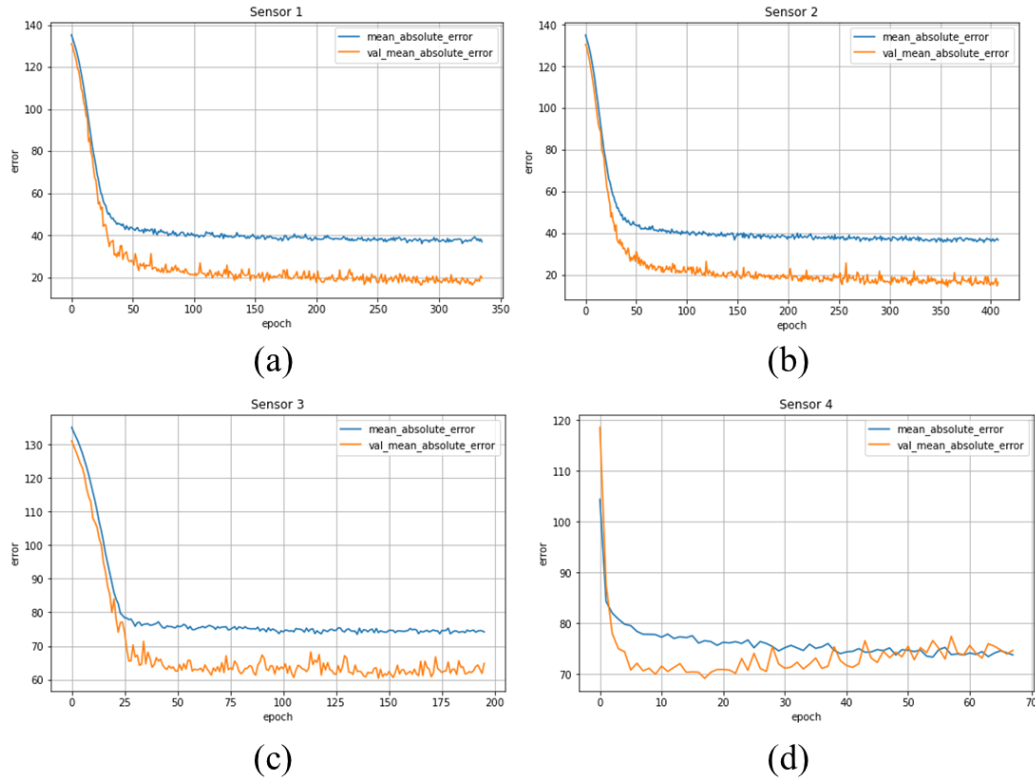 Sensor 1
140
120
100
80
60
40
20
error
0 50 100 150 200 250 300 350
epoch
mean_absolute_error
val_mean_absolute_error
(a)
Sensor 2
140
120
100
80
60
40
20
error
0 50 100 150 200 250 300 350 400
epoch
mean_absolute_error
val_mean_absolute_error
(b)
Sensor 3
130
120
110
100
90
80
70
60
error
0 25 50 75 100 125 150 175 200
epoch
mean_absolute_error
val_mean_absolute_error
(c)
Sensor 4
120
110
100
90
80
70
error
0 10 20 30 40 50 60 70
epoch
mean_absolute_error
val_mean_absolute_error
(d)